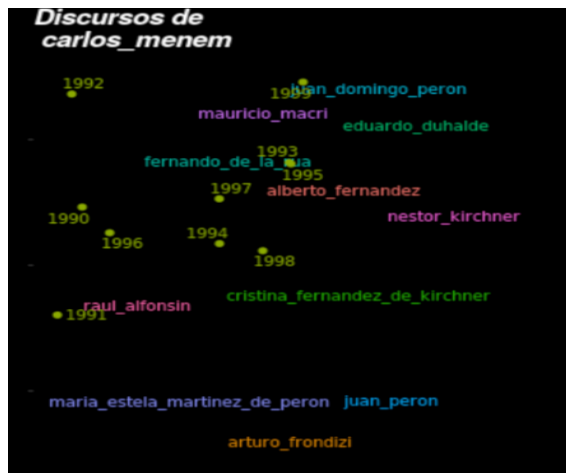 Discursos de
carlos_menem
1992
juan_domingo_peron
1989
mauricio_macri
eduardo_duhalde
1993
fernando_de_la_rua
1995
1997
alberto_fernandez
1990
nestor_kirchner
1994
1996
1998
cristina_fernandez_de_kirchner
raul_alfonsin
1991
maria_estela_martinez_de_peron
juan_peron
arturo_frondizi